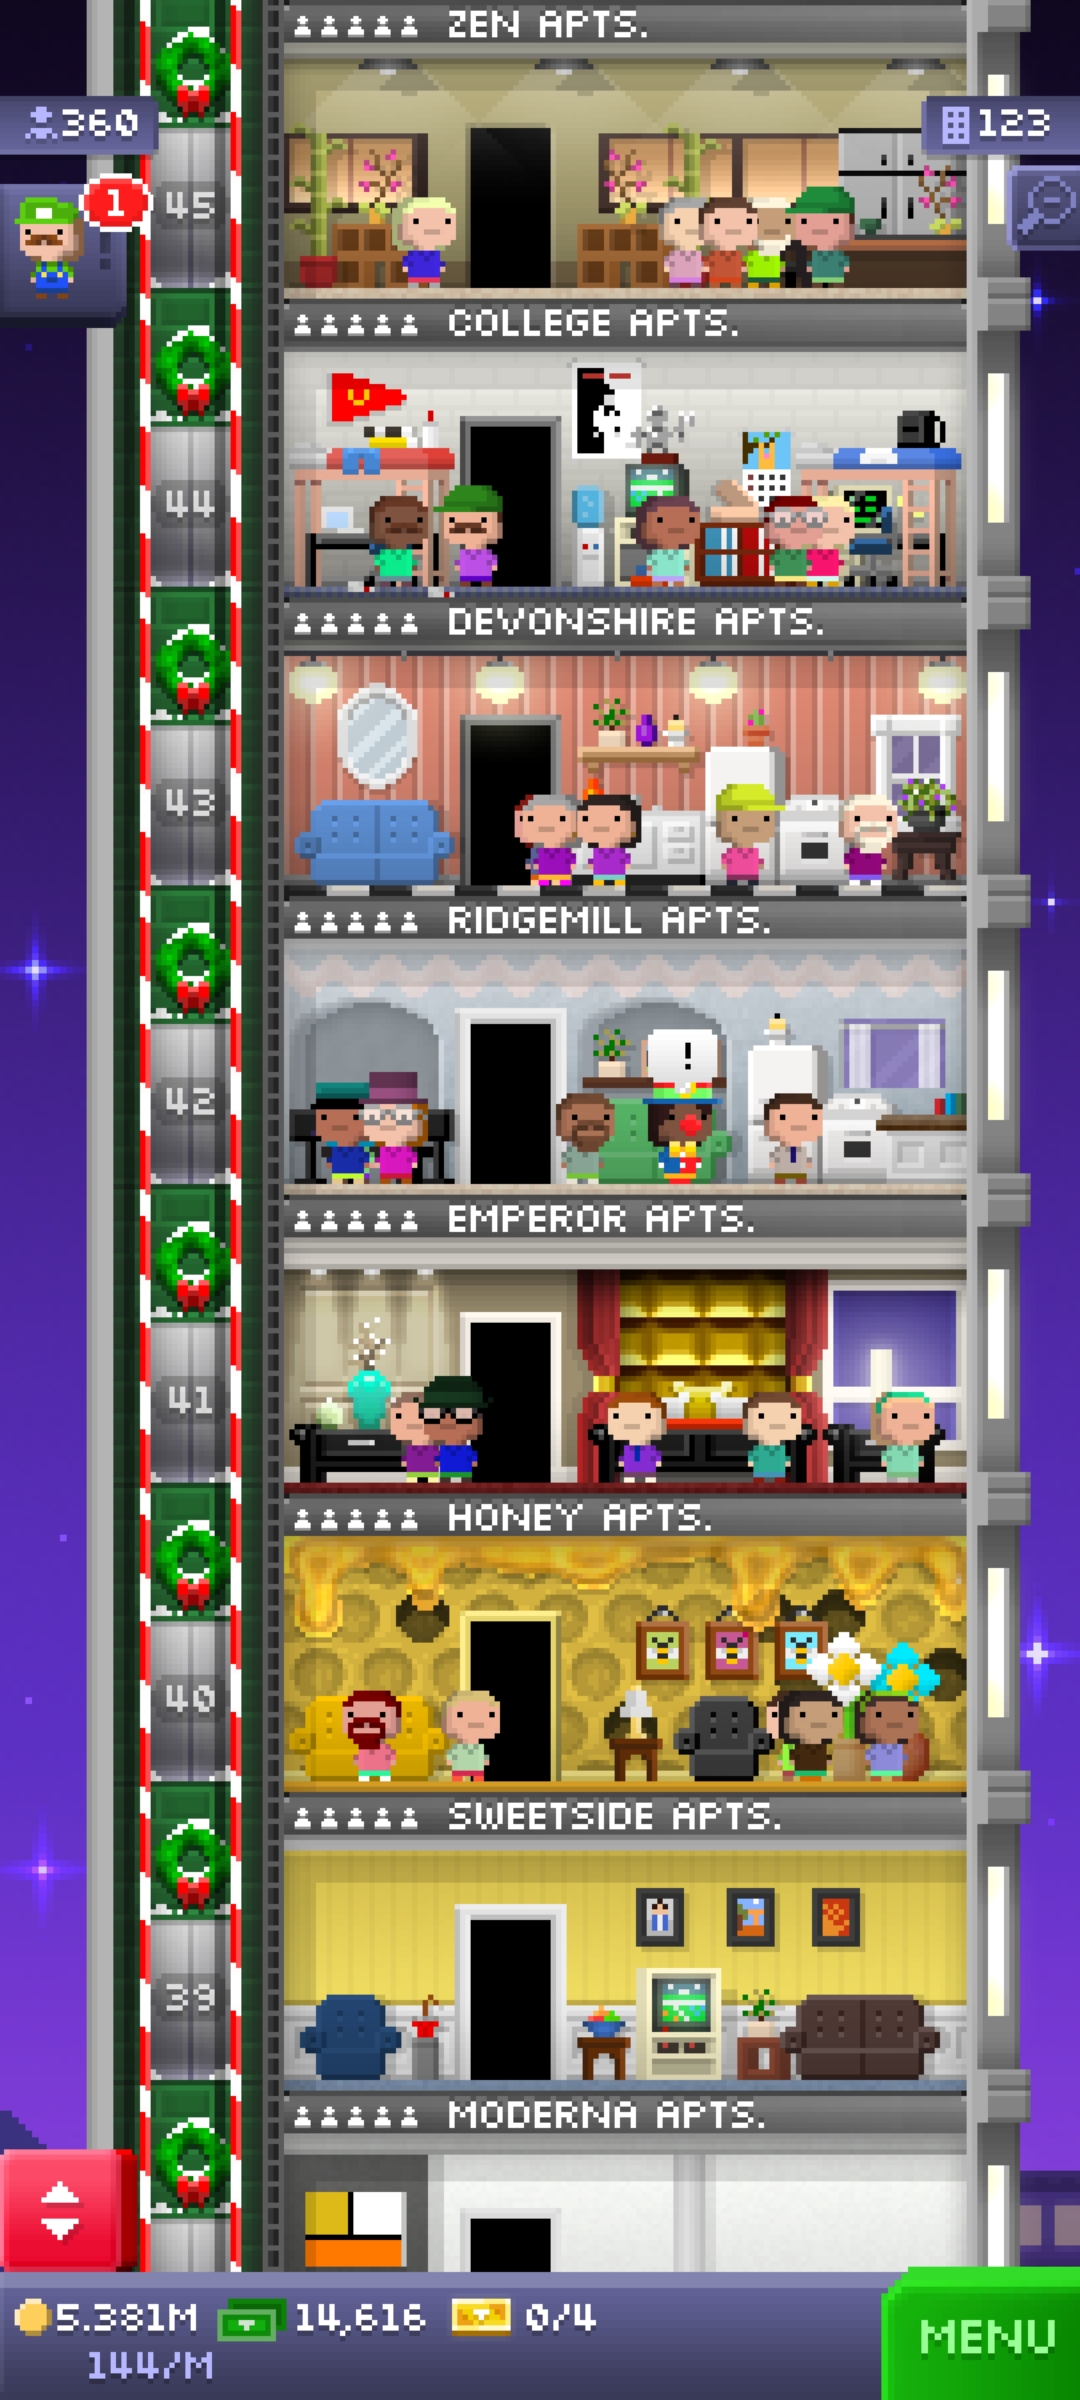 ZEN APTS.
360
123
1
45
COLLEGE APTS.
44
DEVONSHIRE APTS.
43
RIDGEMILL APTS.
!
42
EMPEROR APTS.
41
HONEY APTS.
40
SWEETSIDE APTS.
39
MODERNA APTS.
5.381M 14,616 0/4
144/M
MENU